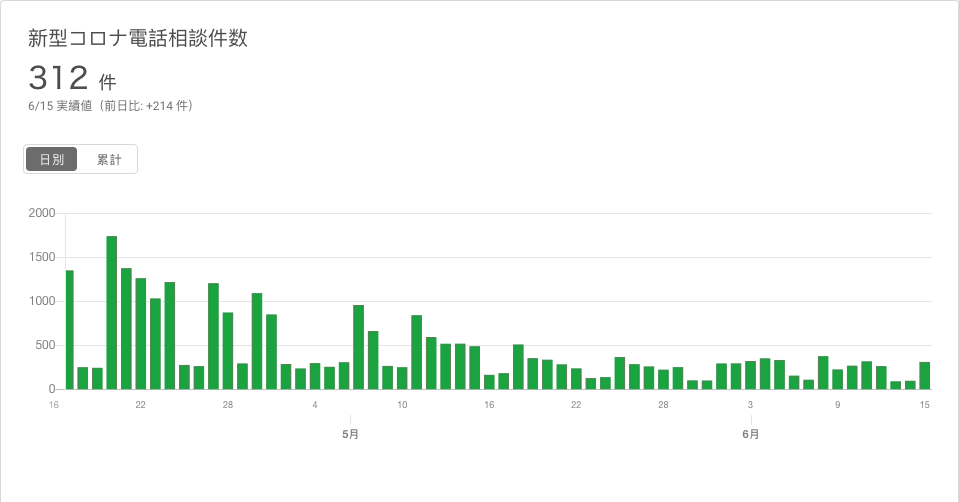 新型コロナ電話相談件数
312 件
6/15 実績値（前日比: +214 件）
日別 累計
2000
1500
1000
500
0
16 22 28 4 10 16 22 28 3 9 15
5月 6月